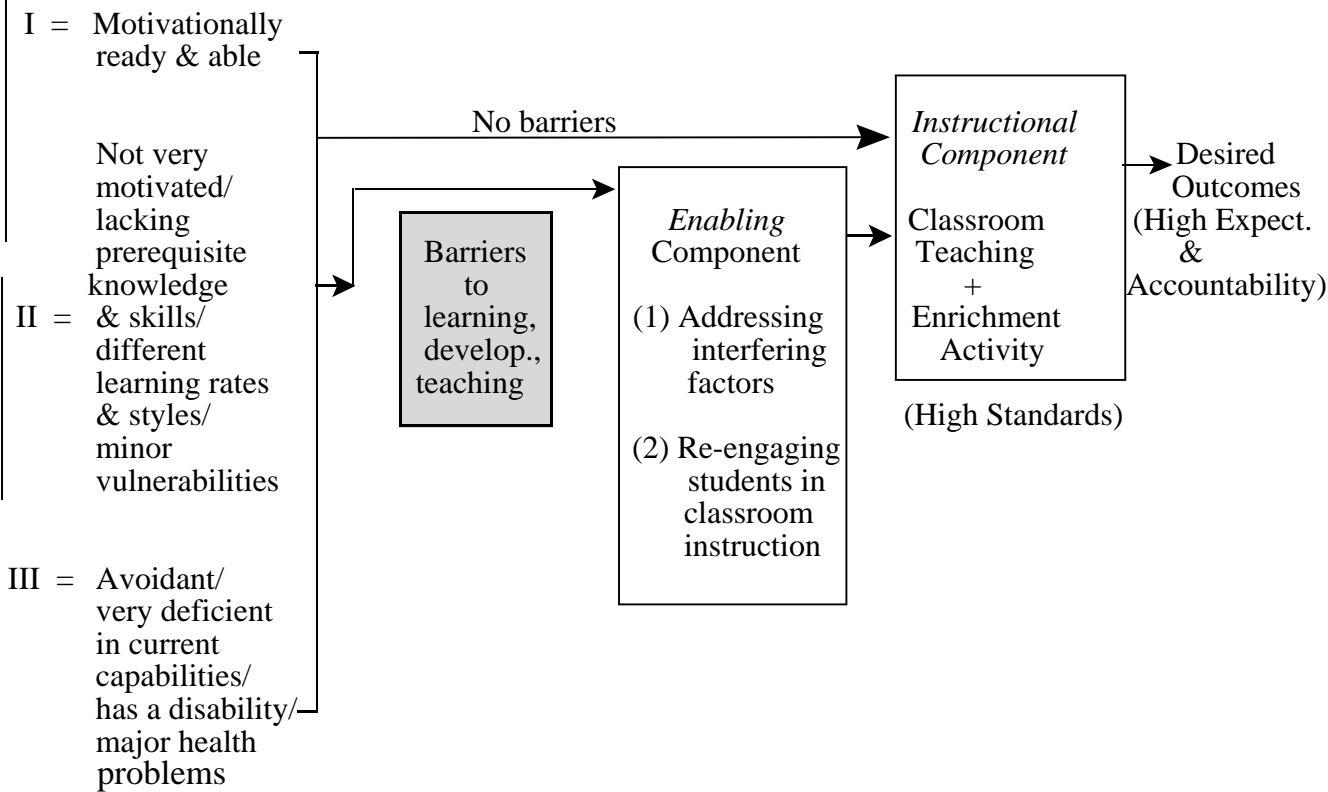 I = Motivationally
ready & able
No barriers
Not very
motivated/
lacking
prerequisite
knowledge
II = & skills/
different
learning rates
& styles/
minor
vulnerabilities
III = Avoidant/
very deficient
in current
capabilities/
has a disability/
major health
problems
Barriers
to
learning,
develop.,
teaching
Enabling
Component
(1) Addressing
interfering
factors
(2) Re-engaging
students in
classroom
instruction
Instructional
Component
Classroom
Teaching
+
Enrichment
Activity
(High Standards)
Desired
Outcomes
(High Expect.
&
Accountability)